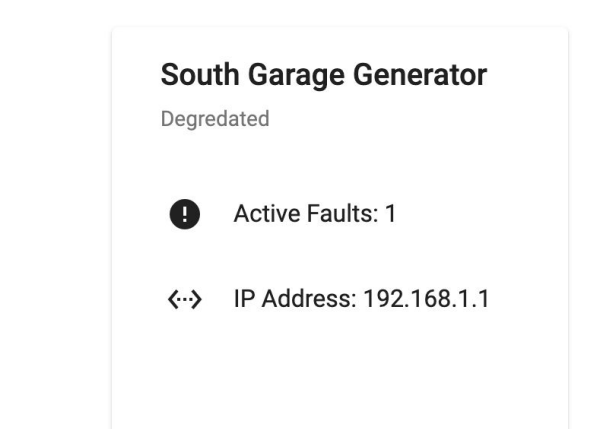 South Garage Generator
Degredated
Active Faults: 1
IP Address: 192.168.1.1